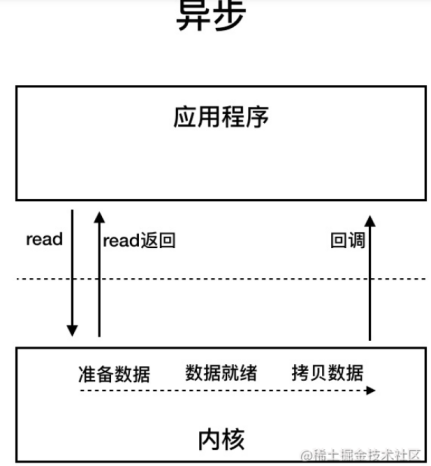 异步
应用程序
read
read返回
回调
准备数据
数据就绪
拷贝数据
内核
@稀土掘金技术社区